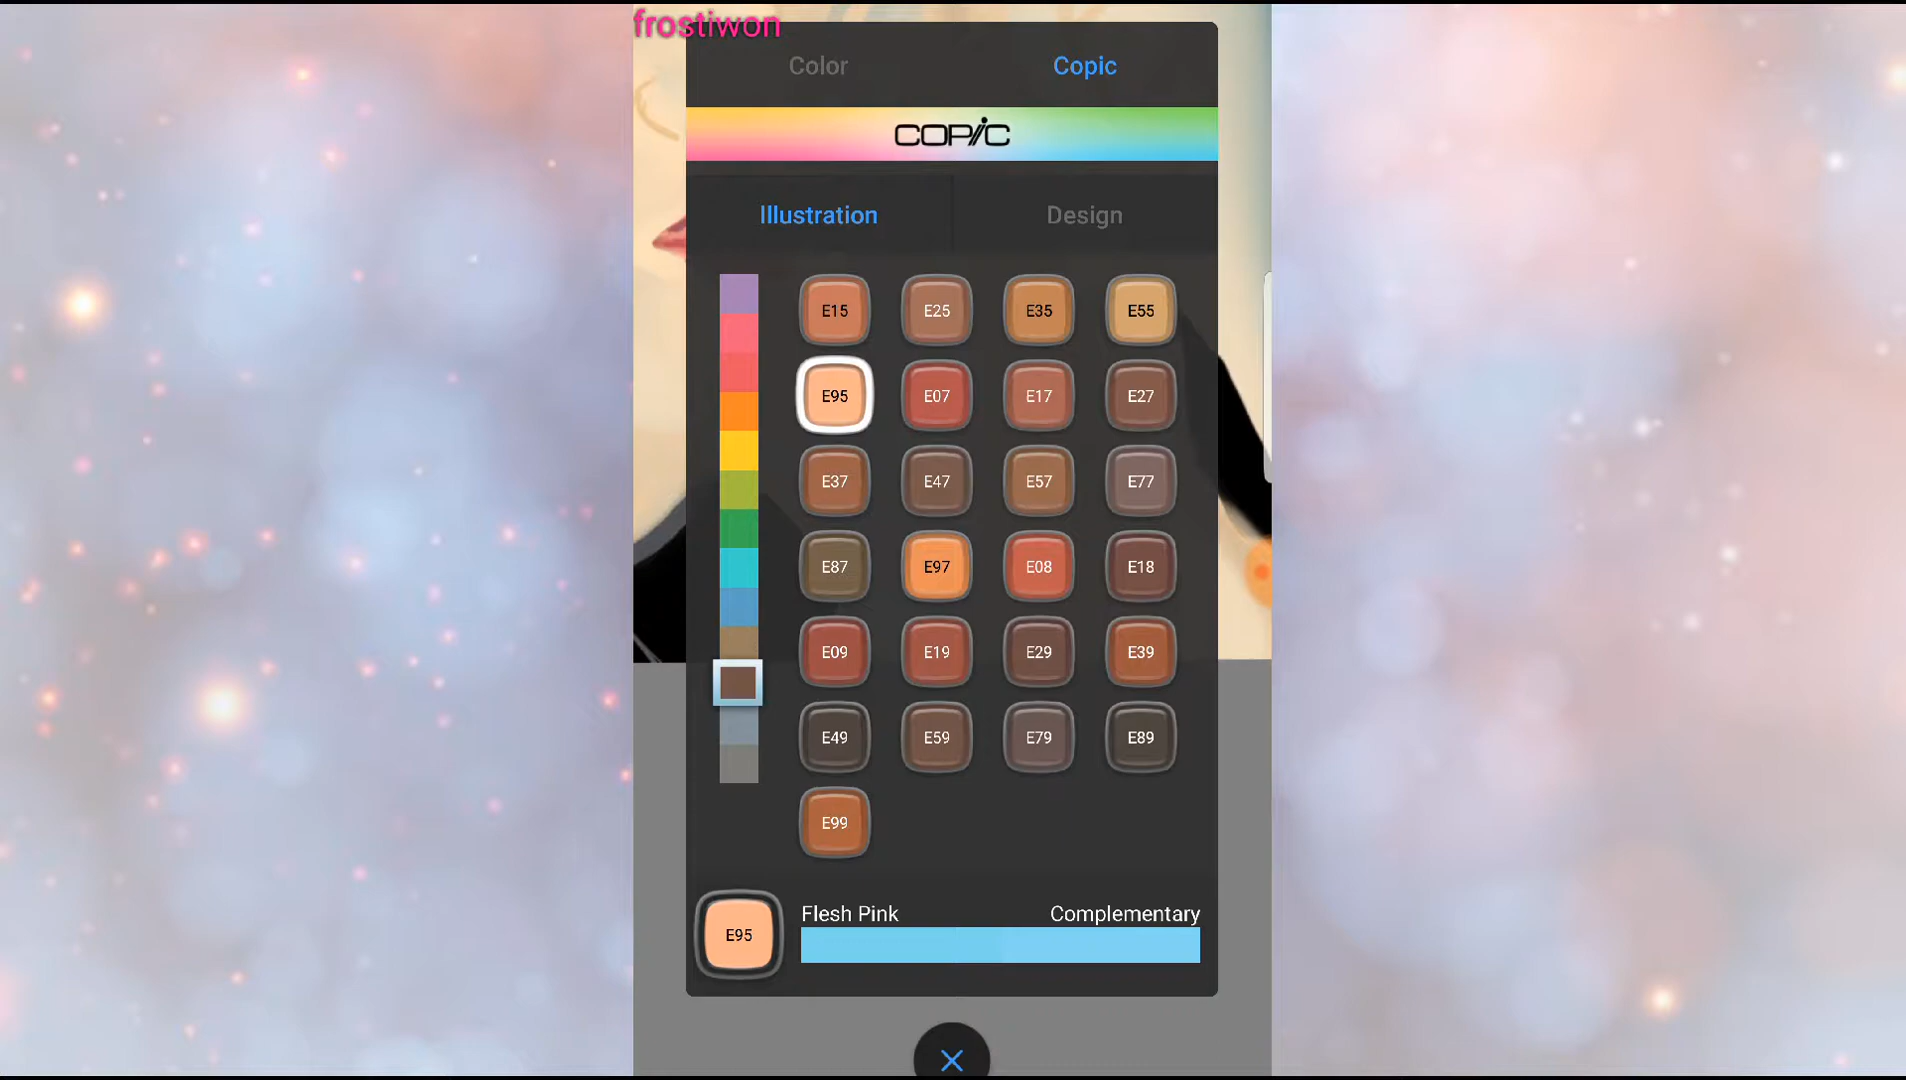 frostiwon
Color Copic
COPIC
Illustration Design
E15 E25 E35 E55
E95 E07 E17 E27
E37 E47 E57 E77
E87 E97 E08 E18
E09 E19 E29 E39
E49 E59 E79 E89
E99
Flesh Pink Complementary
E95